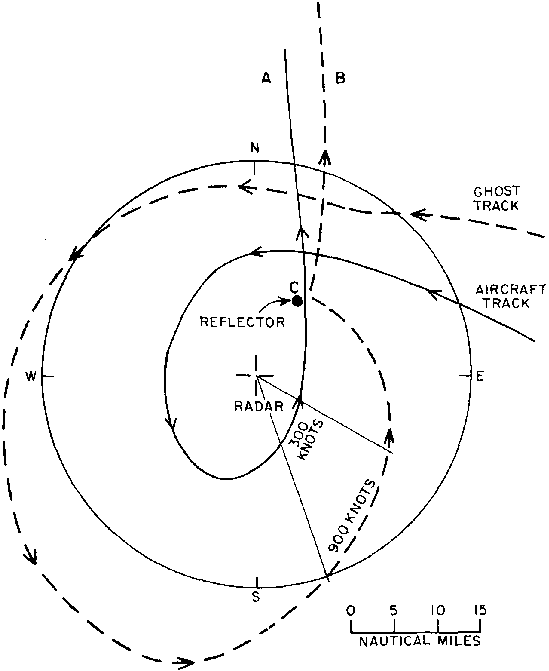 A
B
N
GHOST
TRACK
AIRCRAFT
TRACK
C
REFLECTOR
W
E
RADAR
300
KNOTS
900 KNOTS
S
0 5 10 15
NAUTICAL MILES